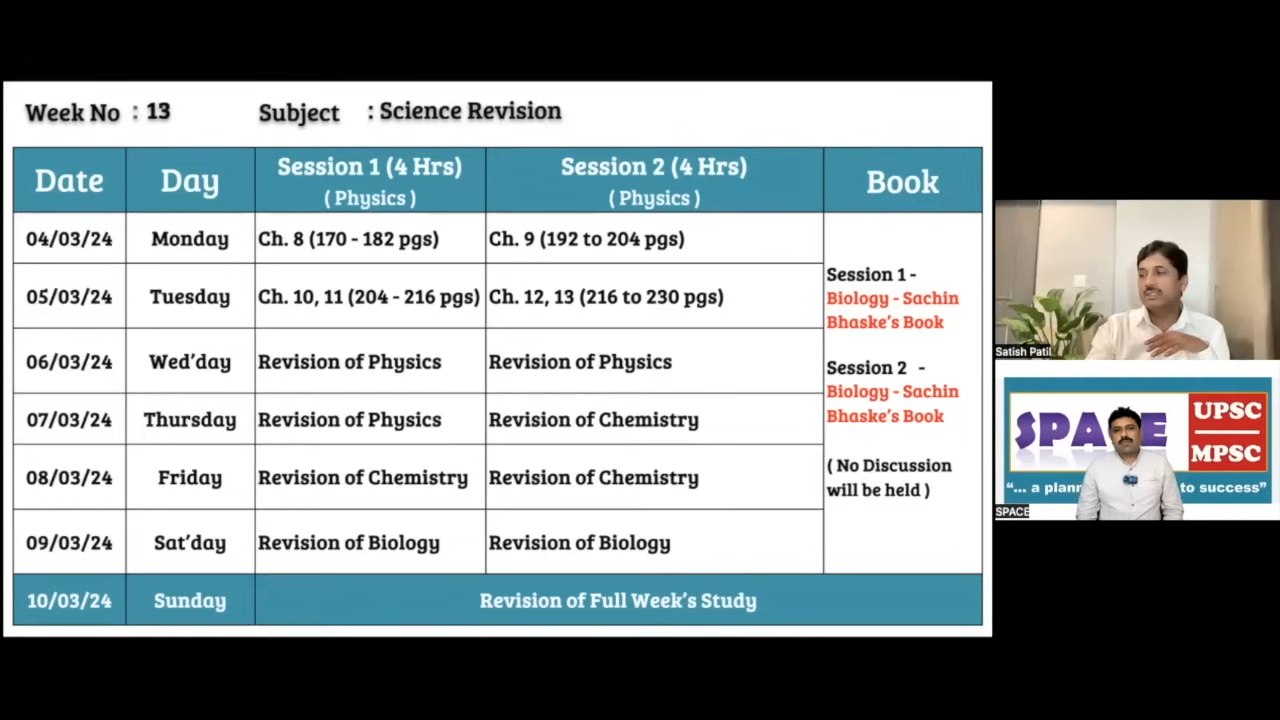 Week No : 13 Subject : Science Revision
Date Day Session 1 (4 Hrs) ( Physics ) Session 2 (4 Hrs) ( Physics ) Book
04/03/24 Monday Ch. 8 (170 - 182 pgs) Ch. 9 (192 to 204 pgs)
05/03/24 Tuesday Ch. 10, 11 (204 - 216 pgs) Ch. 12, 13 (216 to 230 pgs)
06/03/24 Wed'day Revision of Physics Revision of Physics
07/03/24 Thursday Revision of Physics Revision of Chemistry
08/03/24 Friday Revision of Chemistry Revision of Chemistry
09/03/24 Sat'day Revision of Biology Revision of Biology
10/03/24 Sunday Revision of Full Week's Study
Session 1 -
Biology - Sachin
Bhaske's Book
Session 2 -
Biology - Sachin
Bhaske's Book
( No Discussion
will be held )
Satish Patil
UPSC
MPSC
"... a to success"
SPACE